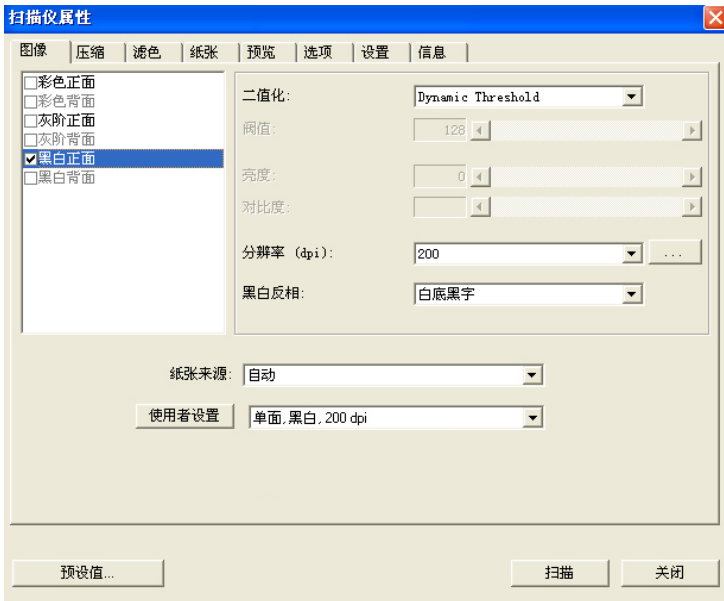 扫描仪属性
图像 压缩 滤色 纸张 预览 选项 设置 信息
彩色正面
彩色背面
灰阶正面
灰阶背面
黑白正面
黑白背面
二值化: Dynamic Threshold
阀值: 128
亮度: 0
对比度:
分辨率 (dpi): 200 ...
黑白反相: 白底黑字
纸张来源: 自动
使用者设置 单面,黑白,200 dpi
预设值... 扫描 关闭